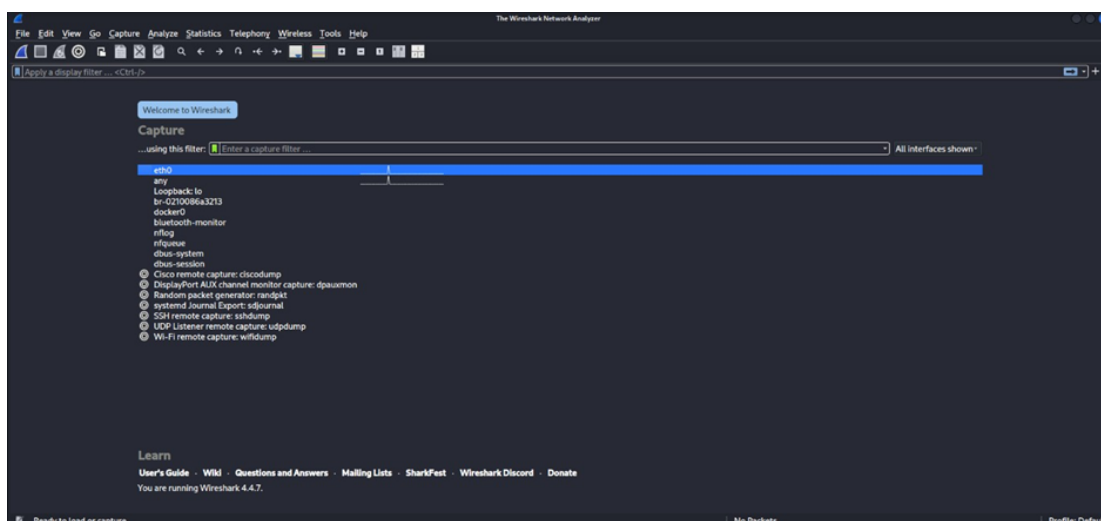 The Wireshark Network Analyzer
File Edit View Go Capture Analyze Statistics Telephony Wireless Tools Help
Apply a display filter ... <Ctrl-/>
Welcome to Wireshark
Capture
...using this filter: Enter a capture filter ... All interfaces shown
eth0
any
Loopback: lo
br-0210086a3213
docker0
bluetooth-monitor
nflog
nfqueue
dbus-system
dbus-session
Cisco remote capture: ciscodump
DisplayPort AUX channel monitor capture: dpauxmon
Random packet generator: randpkt
systemd Journal Export: sdjournal
SSH remote capture: sshdump
UDP Listener remote capture: udpdump
Wi-Fi remote capture: wifidump
Learn
User's Guide · Wiki · Questions and Answers · Mailing Lists · SharkFest · Wireshark Discord · Donate
You are running Wireshark 4.4.7.
Ready to load or capture No Packets Profile: Defau